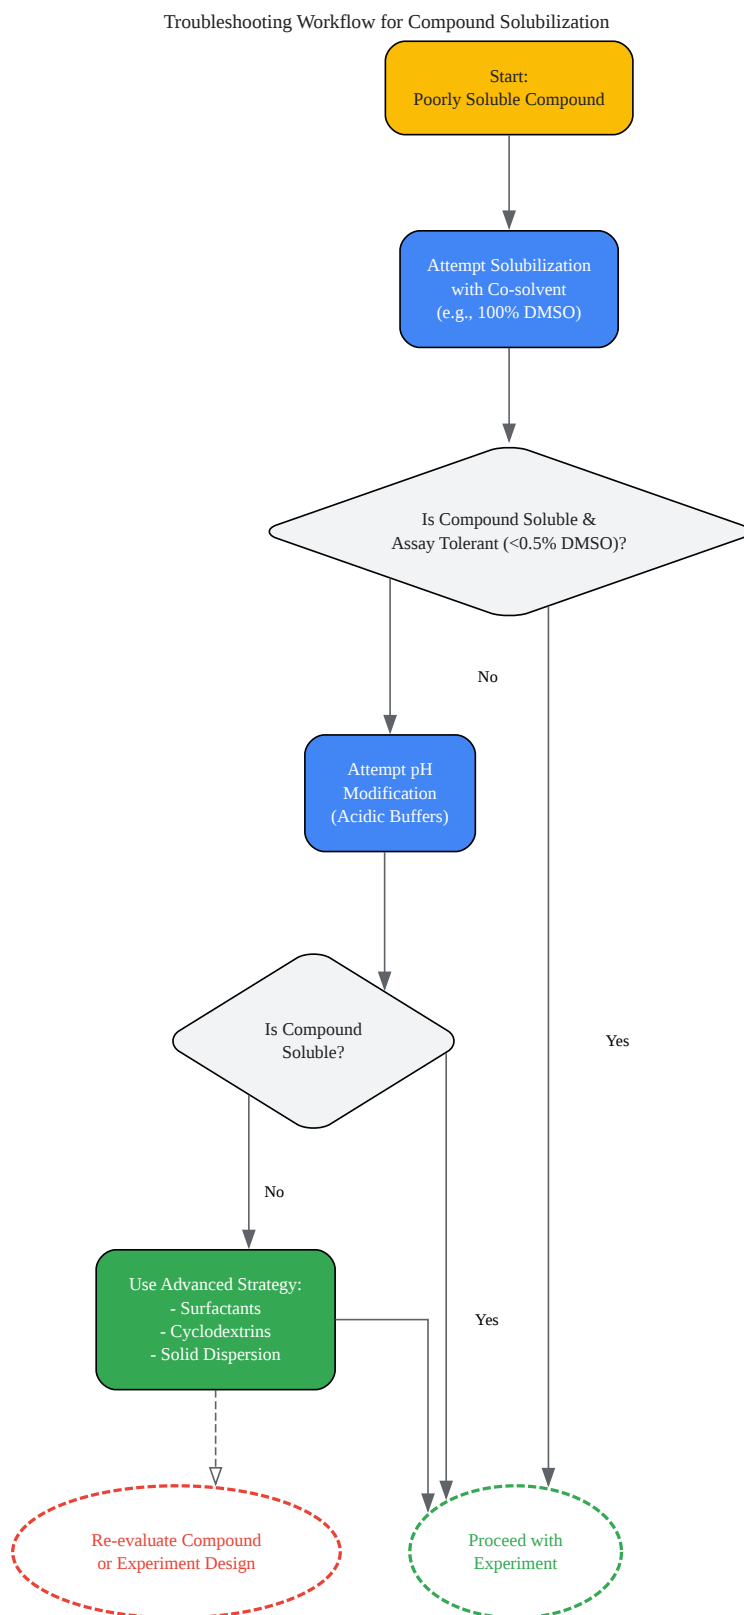 Troubleshooting Workflow for Compound Solubilization
Start:
Poorly Soluble Compound
Attempt Solubilization
with Co-solvent
(e.g., 100% DMSO)
Is Compound Soluble &
Assay Tolerant (<0.5% DMSO)?
No
Attempt pH
Modification
(Acidic Buffers)
Is Compound
Soluble?
Yes
No
Use Advanced Strategy:
- Surfactants
- Cyclodextrins
- Solid Dispersion
Yes
Re-evaluate Compound
or Experiment Design
Proceed with
Experiment